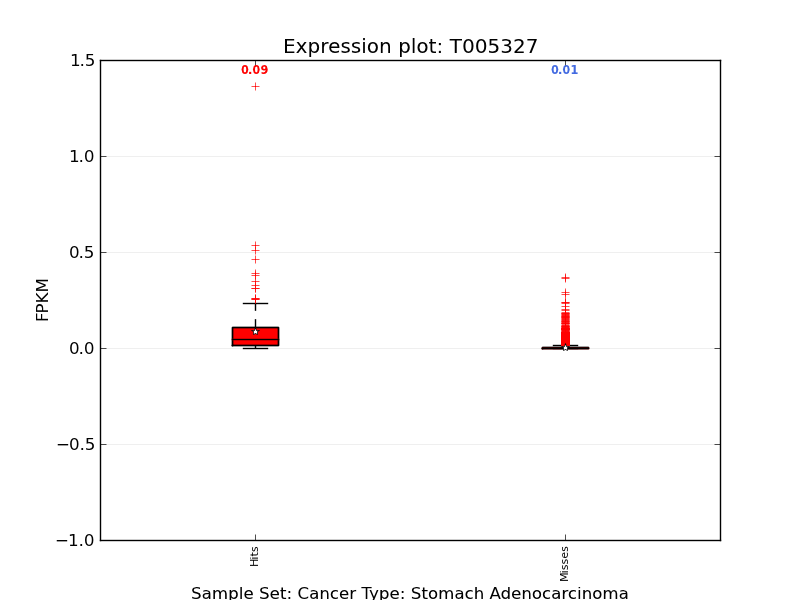 Expression plot: T005327
1.5
0.09
0.01
1.0
0.5
FPKM
0.0
−0.5
−1.0
Hits
Misses
Sample Set: Cancer Type: Stomach Adenocarcinoma